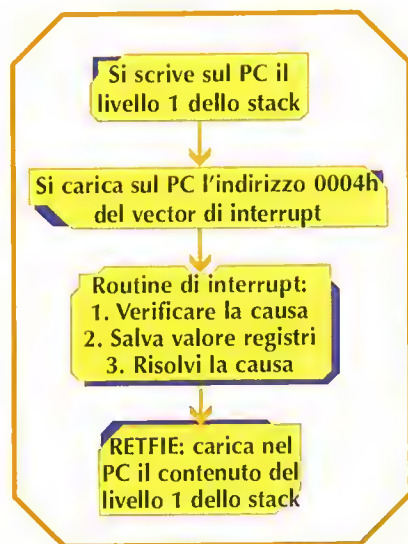 Si scrive sul PC il
livello 1 dello stack
Si carica sul PC l'indirizzo 0004h
del vector di interrupt
Routine di interrupt:
1. Verificare la causa
2. Salva valore registri
3. Risolvi la causa
RETFIE: carica nel
PC il contenuto del
livello 1 dello stack